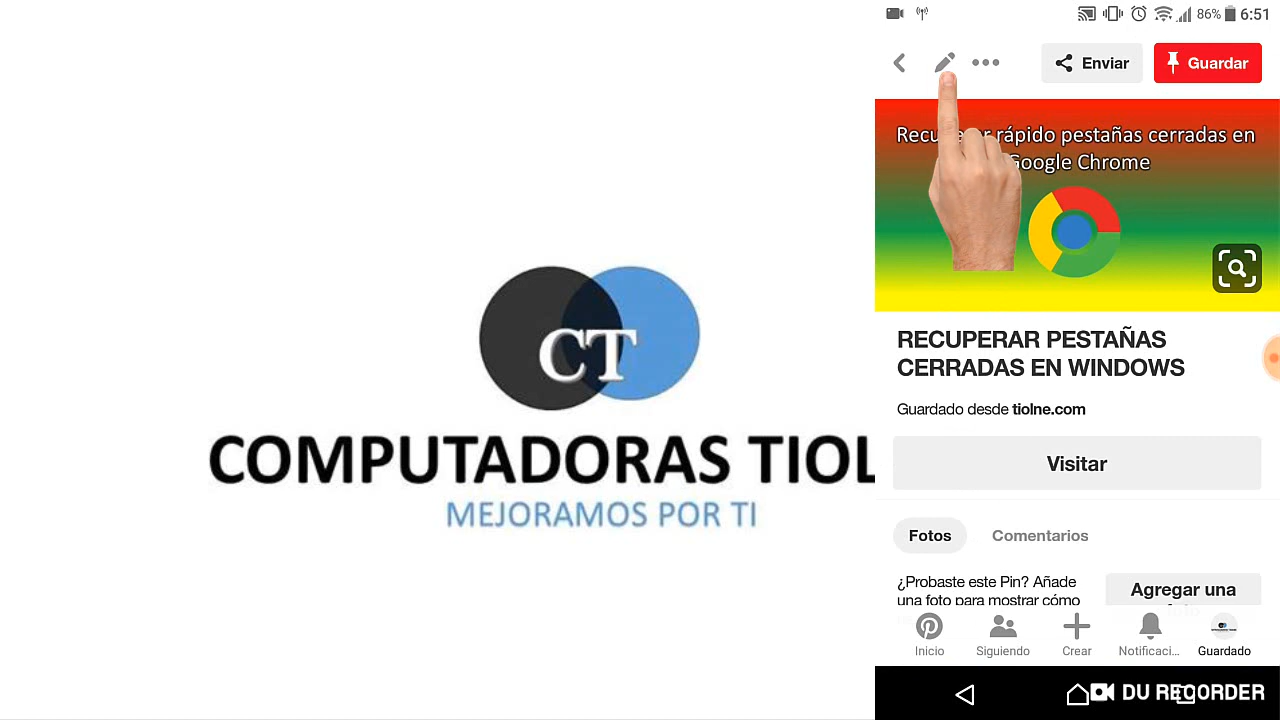 CT
COMPUTADORAS TIOL
MEJORAMOS POR TI
86% 6:51
Enviar
Guardar
rápido pestañas cerradas en
Google Chrome
RECUPERAR PESTAÑAS
CERRADAS EN WINDOWS
Guardado desde tiolne.com
Visitar
Fotos
Comentarios
¿Probaste este Pin? Añade
una foto para mostrar cómo
Agregar una
Inicio
Siguiendo
Crear
Notificaci...
Guardado
DU RECORDER